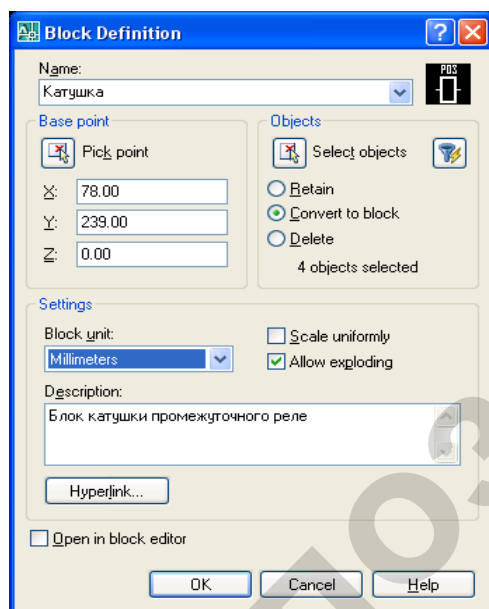 Block Definition
Name:
Катушка
POS
Base point
Pick point
X: 78.00
Y: 239.00
Z: 0.00
Objects
Select objects
Retain
Convert to block
Delete
4 objects selected
Settings
Block unit:
Millimeters
Scale uniformly
Allow exploding
Description:
Блок катушки промежуточного реле
Hyperlink...
Open in block editor
OK Cancel Help